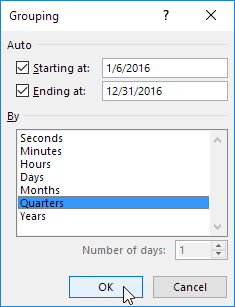 Grouping ? ×
Auto
Starting at: 1/6/2016
Ending at: 12/31/2016
By
Seconds
Minutes
Hours
Days
Months
Quarters
Years
Number of days: 1
OK Cancel